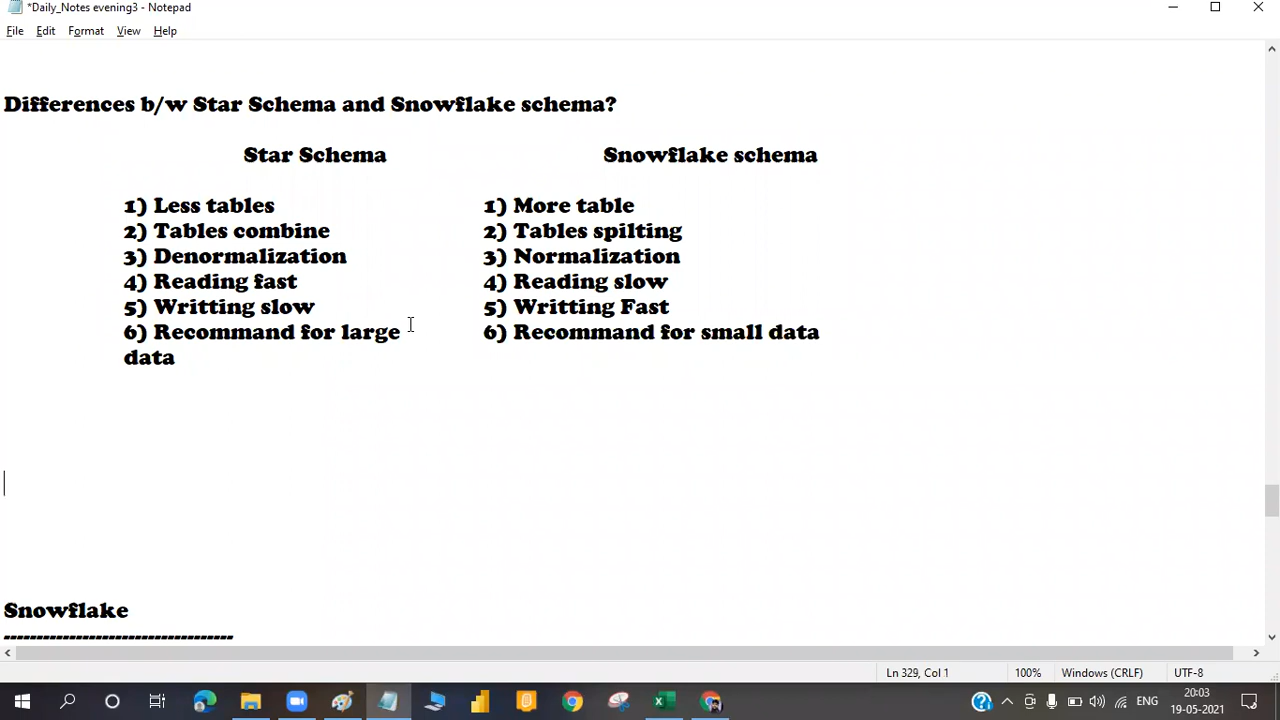 *Daily_Notes evening3 - Notepad
File Edit Format View Help
Differences b/w Star Schema and Snowflake schema?
Star Schema Snowflake schema
1) Less tables 1) More table
2) Tables combine 2) Tables spilting
3) Denormalization 3) Normalization
4) Reading fast 4) Reading slow
5) Writting slow 5) Writting Fast
6) Recommand for large 6) Recommand for small data
data
Snowflake
-----------------------------------
Ln 329, Col 1 100% Windows (CRLF) UTF-8
ENG 20:03
19-05-2021